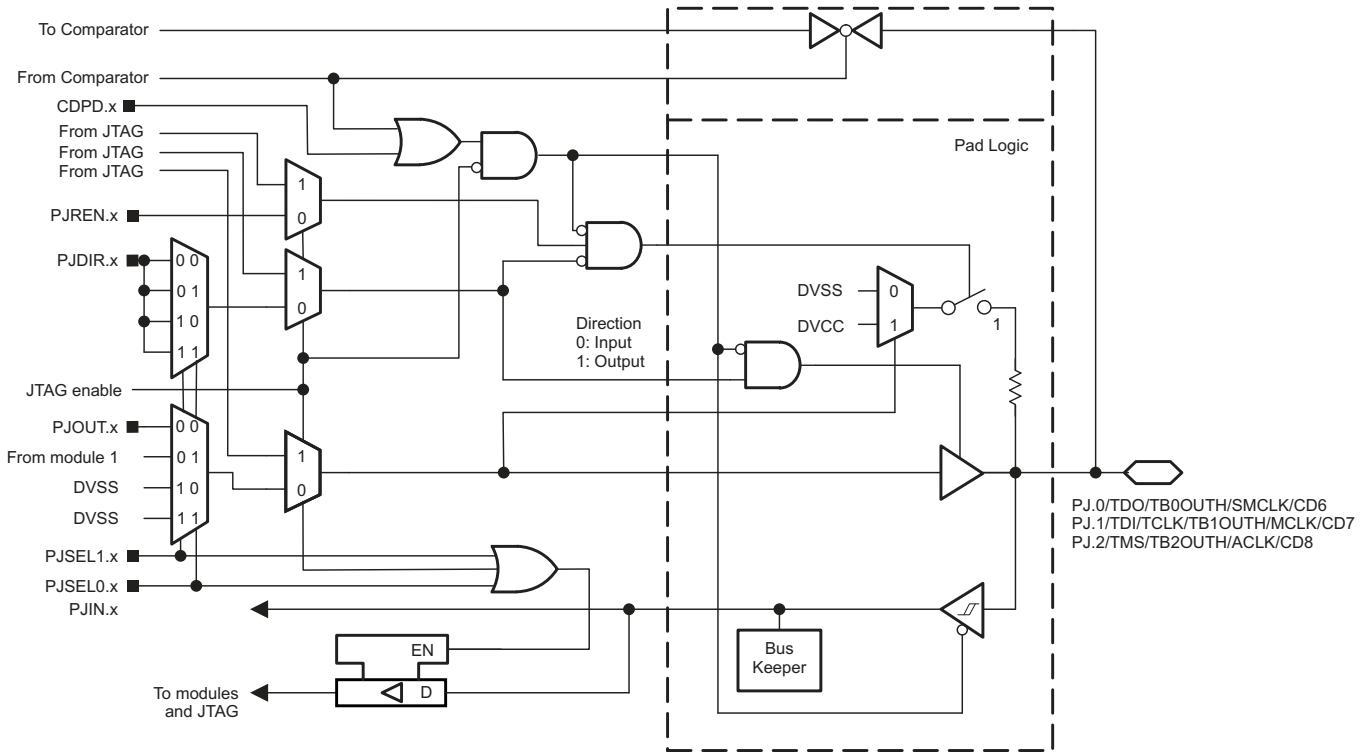 To Comparator
From Comparator
CDPD.x
From JTAG
From JTAG
From JTAG
Pad Logic
1
0
PJREN.x
PJDIR.x
0 0
0 1
1 0
1 1
1
0
DVSS
0
DVCC
1
1
Direction
0: Input
1: Output
JTAG enable
PJOUT.x
0 0
From module 1
0 1
DVSS
1 0
DVSS
1 1
1
0
PJ.0/TDO/TB0OUTH/SMCLK/CD6
PJ.1/TDI/TCLK/TB1OUTH/MCLK/CD7
PJ.2/TMS/TB2OUTH/ACLK/CD8
PJSEL1.x
PJSEL0.x
PJIN.x
EN
D
Bus
Keeper
To modules
and JTAG